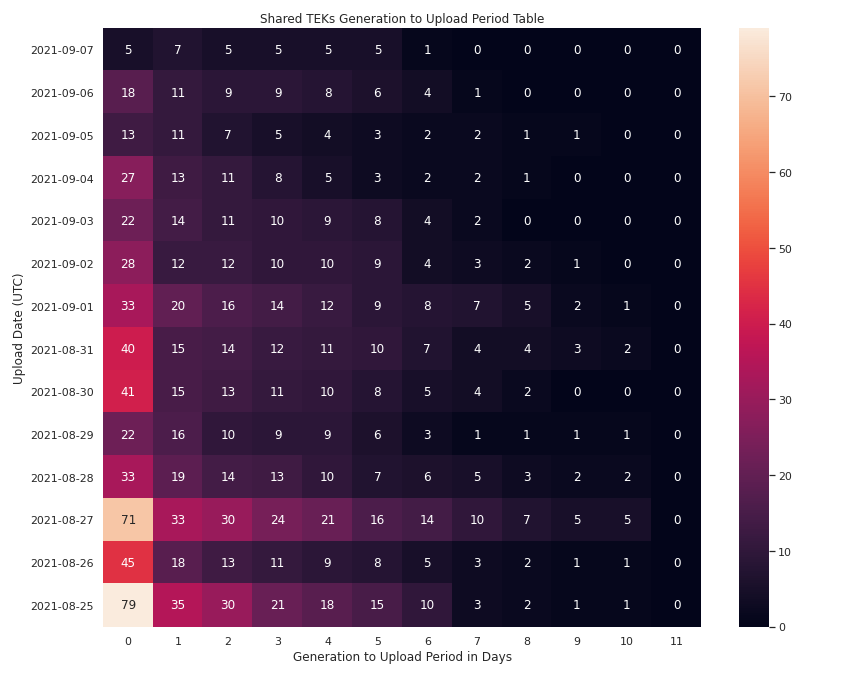 Shared TEKs Generation to Upload Period Table
Upload Date (UTC)
2021-09-07 5 7 5 5 5 5 1 0 0 0 0 0
2021-09-06 18 11 9 9 8 6 4 1 0 0 0 0
2021-09-05 13 11 7 5 4 3 2 2 1 1 0 0
2021-09-04 27 13 11 8 5 3 2 2 1 0 0 0
2021-09-03 22 14 11 10 9 8 4 2 0 0 0 0
2021-09-02 28 12 12 10 10 9 4 3 2 1 0 0
2021-09-01 33 20 16 14 12 9 8 7 5 2 1 0
2021-08-31 40 15 14 12 11 10 7 4 4 3 2 0
2021-08-30 41 15 13 11 10 8 5 4 2 0 0 0
2021-08-29 22 16 10 9 9 6 3 1 1 1 1 0
2021-08-28 33 19 14 13 10 7 6 5 3 2 2 0
2021-08-27 71 33 30 24 21 16 14 10 7 5 5 0
2021-08-26 45 18 13 11 9 8 5 3 2 1 1 0
2021-08-25 79 35 30 21 18 15 10 3 2 1 1 0
0 1 2 3 4 5 6 7 8 9 10 11
Generation to Upload Period in Days
70
60
50
40
30
20
10
0